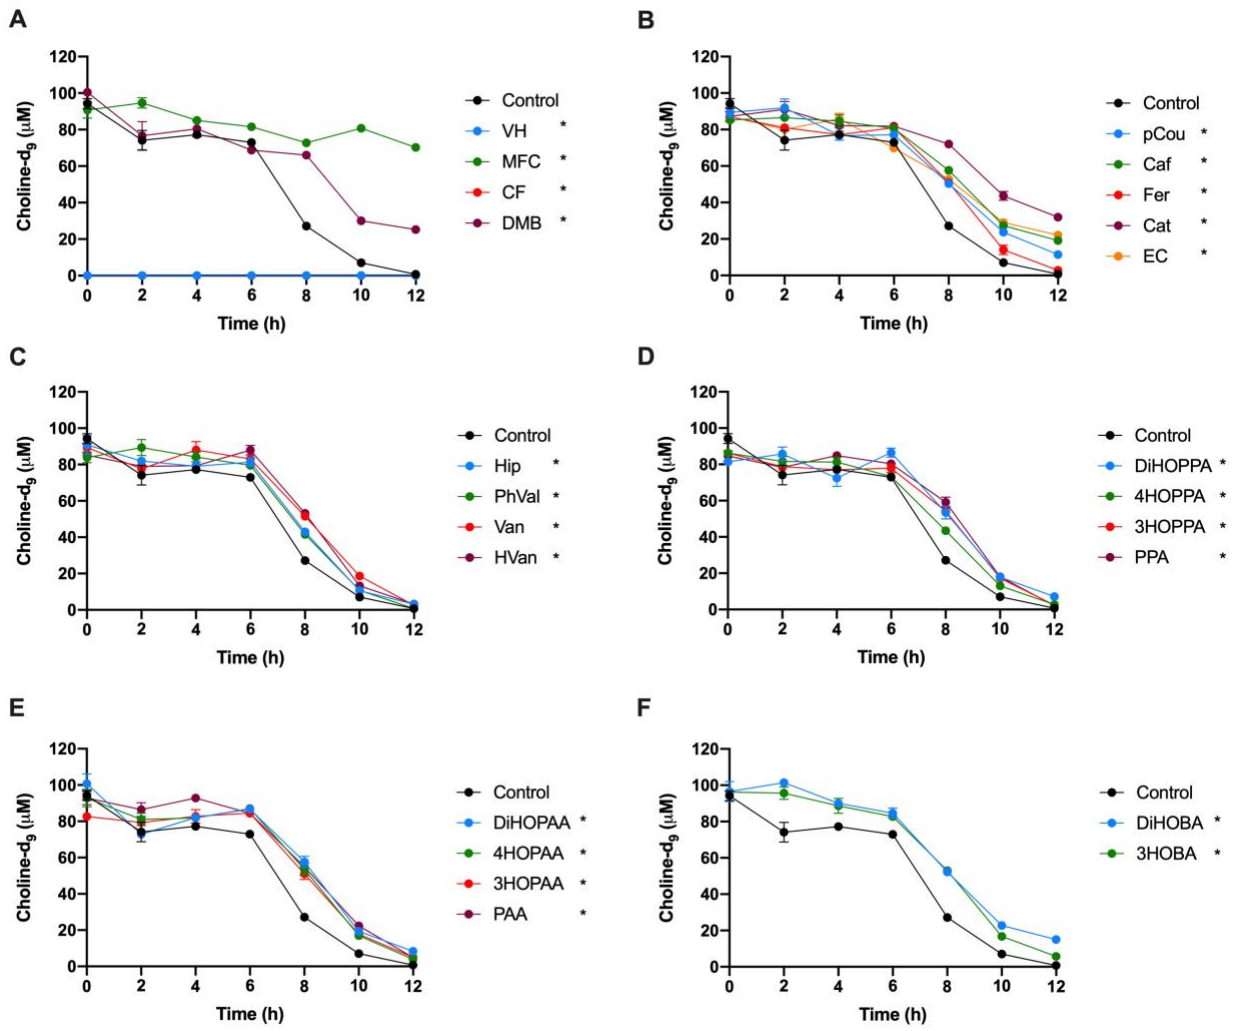 A
120
100
80
60
40
20
0
Choline-d9 (μM)
0 2 4 6 8 10 12
Time (h)
Control
VH *
MFC *
CF *
DMB *
B
120
100
80
60
40
20
0
Choline-d9 (μM)
0 2 4 6 8 10 12
Time (h)
Control
pCou *
Caf *
Fer *
Cat *
EC *
C
120
100
80
60
40
20
0
Choline-d9 (μM)
0 2 4 6 8 10 12
Time (h)
Control
Hip *
PhVal *
Van *
HVan *
D
120
100
80
60
40
20
0
Choline-d9 (μM)
0 2 4 6 8 10 12
Time (h)
Control
DiHOPPA *
4HOPPA *
3HOPPA *
PPA *
E
120
100
80
60
40
20
0
Choline-d9 (μM)
0 2 4 6 8 10 12
Time (h)
Control
DiHOPAA *
4HOPAA *
3HOPAA *
PAA *
F
120
100
80
60
40
20
0
Choline-d9 (μM)
0 2 4 6 8 10 12
Time (h)
Control
DiHOBA *
3HOBA *